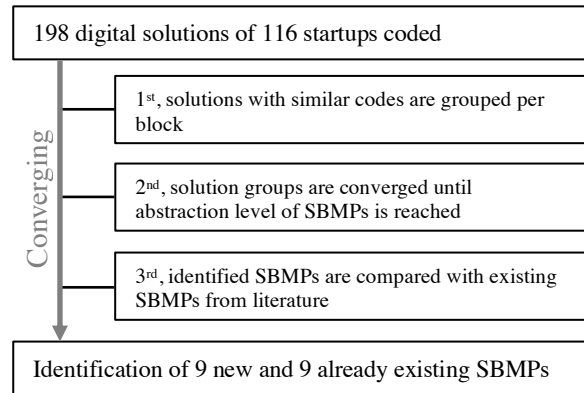 198 digital solutions of 116 startups coded
1st, solutions with similar codes are grouped per
block
Converging
2nd, solution groups are converged until
abstraction level of SBMPs is reached
3rd, identified SBMPs are compared with existing
SBMPs from literature
Identification of 9 new and 9 already existing SBMPs